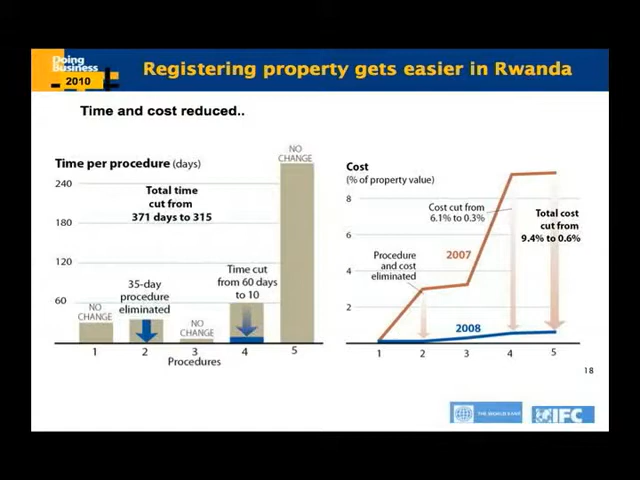 Doing
Business
2010
Registering property gets easier in Rwanda
Time and cost reduced..
Time per procedure (days)
240
180
120
60
Total time
cut from
371 days to 315
NO
CHANGE
35-day
procedure
eliminated
NO
CHANGE
Time cut
from 60 days
to 10
NO
CHANGE
1
2
3
4
5
Procedures
Cost
(% of property value)
8
6
4
2
Procedure
and cost
eliminated
Cost cut from
6.1% to 0.3%
Total cost
cut from
9.4% to 0.6%
2007
2008
1
2
3
4
5
18
THE WORLD BANK
IFC